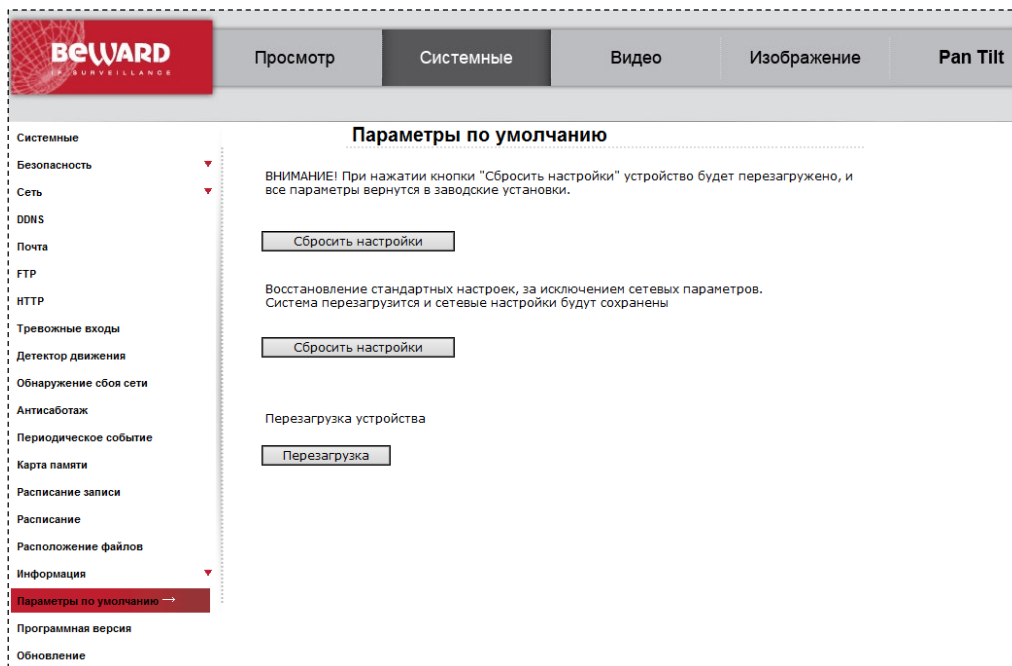 BEWARD
IP SURVEILLANCE
Просмотр
Системные
Видео
Изображение
Pan Tilt
Системные
Безопасность
Сеть
DDNS
Почта
FTP
HTTP
Тревожные входы
Детектор движения
Обнаружение сбоя сети
Антисаботаж
Периодическое событие
Карта памяти
Расписание записи
Расписание
Расположение файлов
Информация
Параметры по умолчанию →
Программная версия
Обновление
Параметры по умолчанию
ВНИМАНИЕ! При нажатии кнопки "Сбросить настройки" устройство будет перезагружено, и
все параметры вернутся в заводские установки.
Сбросить настройки
Восстановление стандартных настроек, за исключением сетевых параметров.
Система перезагрузится и сетевые настройки будут сохранены
Сбросить настройки
Перезагрузка устройства
Перезагрузка